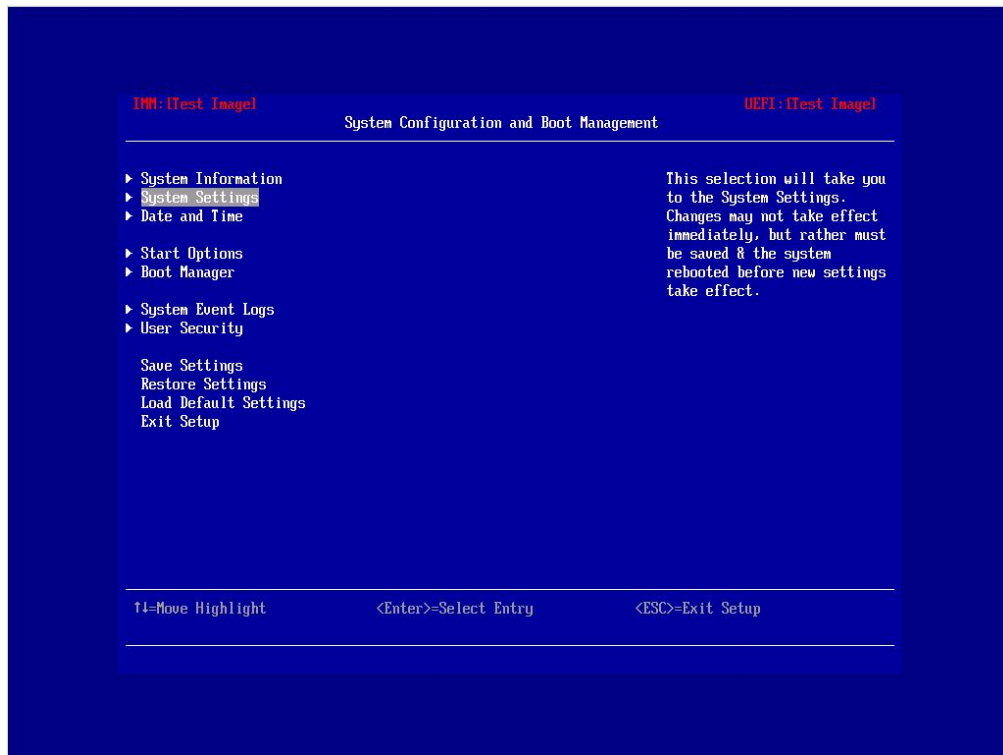 IMM:[Test Image] UEFI:[Test Image]
System Configuration and Boot Management
▶ System Information
▶ System Settings
▶ Date and Time
▶ Start Options
▶ Boot Manager
▶ System Event Logs
▶ User Security
Save Settings
Restore Settings
Load Default Settings
Exit Setup
This selection will take you
to the System Settings.
Changes may not take effect
immediately, but rather must
be saved & the system
rebooted before new settings
take effect.
↑↓=Move Highlight <Enter>=Select Entry <ESC>=Exit Setup